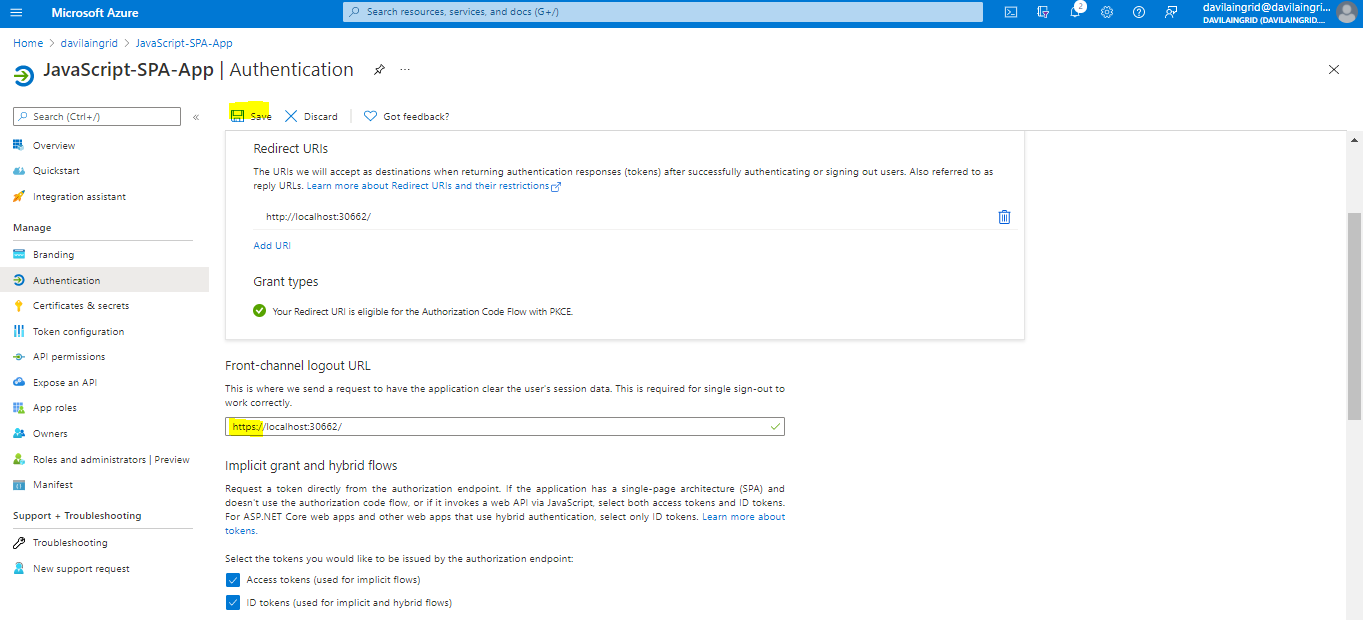 Microsoft Azure
Search resources, services, and docs (G+/)
2
davilaingrid@davilaingri...
DAVILAINGRID (DAVILAINGRID....
Home > davilaingrid > JavaScript-SPA-App
JavaScript-SPA-App | Authentication
...
Search (Ctrl+/)
«
Overview
Quickstart
Integration assistant
Manage
Branding
Authentication
Certificates & secrets
Token configuration
API permissions
Expose an API
App roles
Owners
Roles and administrators | Preview
Manifest
Support + Troubleshooting
Troubleshooting
New support request
Save
Discard
Got feedback?
Redirect URIs
The URIs we will accept as destinations when returning authentication responses (tokens) after successfully authenticating or signing out users. Also referred to as
reply URLs. Learn more about Redirect URIs and their restrictions
http://localhost:30662/
Add URI
Grant types
Your Redirect URI is eligible for the Authorization Code Flow with PKCE.
Front-channel logout URL
This is where we send a request to have the application clear the user's session data. This is required for single sign-out to
work correctly.
https://localhost:30662/
Implicit grant and hybrid flows
Request a token directly from the authorization endpoint. If the application has a single-page architecture (SPA) and
doesn't use the authorization code flow, or if it invokes a web API via JavaScript, select both access tokens and ID tokens.
For ASP.NET Core web apps and other web apps that use hybrid authentication, select only ID tokens. Learn more about
tokens.
Select the tokens you would like to be issued by the authorization endpoint:
Access tokens (used for implicit flows)
ID tokens (used for implicit and hybrid flows)